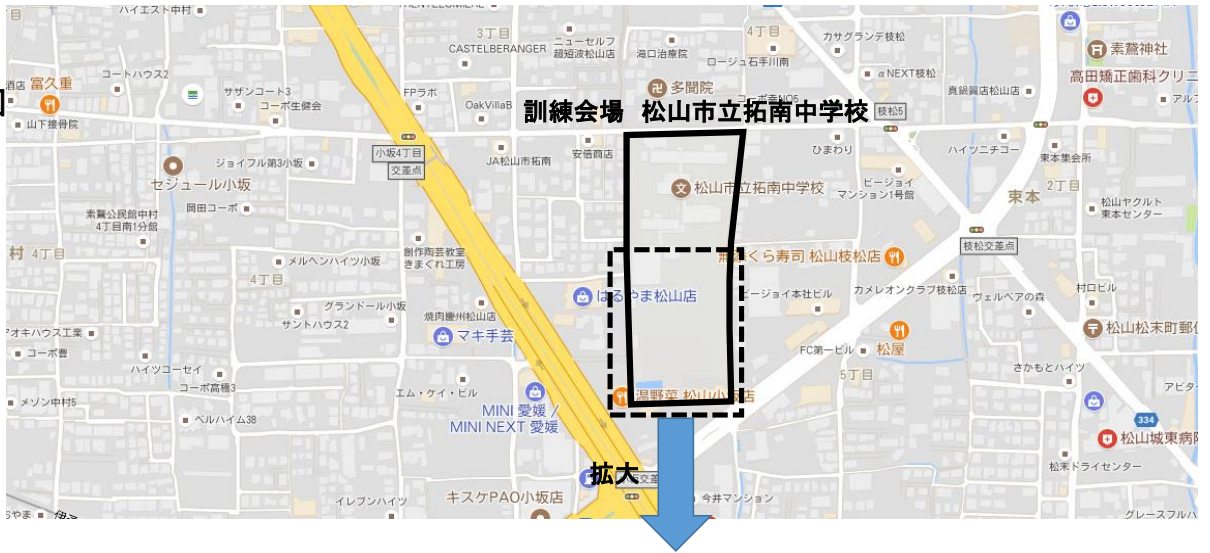 ハイエスト中村
3丁目
CASTELBERANGER
ニューセルフ
超短波松山店
滝口治療院
4丁目
ロージュ石手川南
カサグランデ枝松
素鵞神社
高田矯正歯科クリニ
αNEXT枝松
真鍋醤店松山店
富久重
コートハウス2
サザンコート3
コーポ生健会
FPラボ
OakVillaB
多聞院
山下接骨院
訓練会場 松山市立拓南中学校
枝松5
小坂4丁目
交差点
JA松山市拓南
安倍商店
ひまわり
ハイツニチコー
東本集会所
ジョイフル第3小坂
セジュール小坂
松山市立拓南中学校
ビージョイ
マンション1号館
東本
2丁目
松山ヤクルト
東本センター
素鵞公民館中村
4丁目南1分館
岡田コーポ
枝松交差点
村 4丁目
メルヘンハイツ小坂
創作陶芸教室
きまぐれ工房
くら寿司 松山枝松店
4丁目
はるやま松山店
ビージョイ本社ビル
カメレオンクラブ枝松店
ヴェルペアの森
村口ビル
グランドール小坂
サントハウス2
焼肉慶州松山店
マキ手芸
松山松末町郵便
アオキハウス工業
コーポ豊
FC第一ビル
松屋
ハイツコーセイ
コーポ高橋3
5丁目
さかもとハイツ
メゾン中村5
エム・ケイ・ビル
湯野菜 松山小坂店
アピタ
ベルハイム38
MINI 愛媛 /
MINI NEXT 愛媛
334
松山城東病院
拡大
松末ドライセンター
イレブンハイツ
キスケPAO小坂店
今井マンション
グレースフルハ